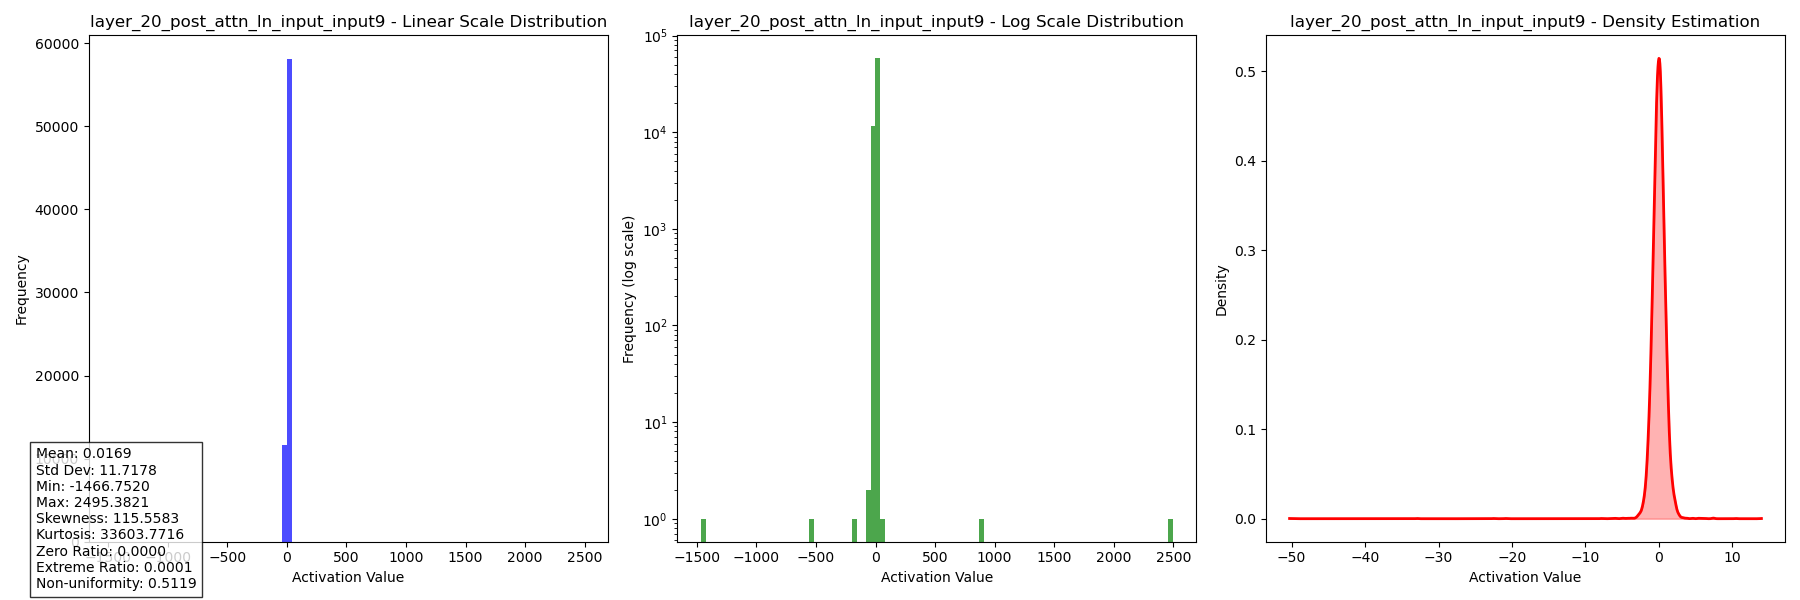 layer_20_post_attn_ln_input_input9 - Linear Scale Distribution
60000
50000
40000
30000
20000
10000
0
Frequency
Mean: 0.0169
Std Dev: 11.7178
Min: -1466.7520
Max: 2495.3821
Skewness: 115.5583
Kurtosis: 33603.7716
Zero Ratio: 0.0000
Extreme Ratio: 0.0001
Non-uniformity: 0.5119
−1500 −1000 −500 0 500 1000 1500 2000 2500
Activation Value
layer_20_post_attn_ln_input_input9 - Log Scale Distribution
10^5
10^4
10^3
10^2
10^1
10^0
Frequency (log scale)
−1500 −1000 −500 0 500 1000 1500 2000 2500
Activation Value
layer_20_post_attn_ln_input_input9 - Density Estimation
0.5
0.4
0.3
0.2
0.1
0.0
Density
−50 −40 −30 −20 −10 0 10
Activation Value